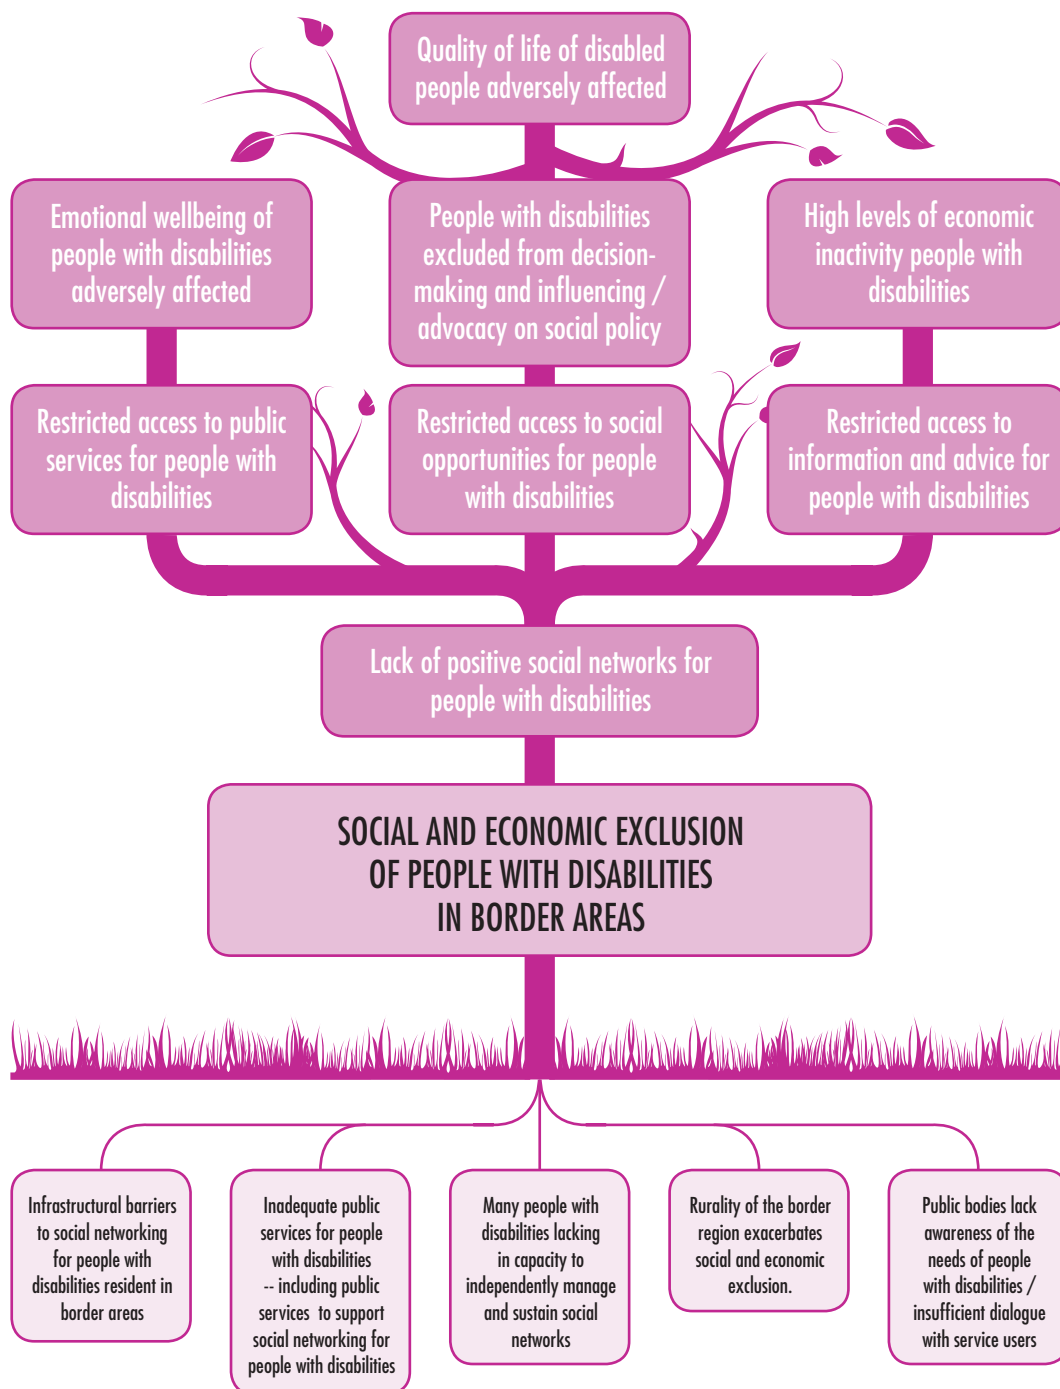 Quality of life of disabled
people adversely affected
Emotional wellbeing of
people with disabilities
adversely affected
People with disabilities
excluded from decision-
making and influencing /
advocacy on social policy
High levels of economic
inactivity people with
disabilities
Restricted access to public
services for people with
disabilities
Restricted access to social
opportunities for people
with disabilities
Restricted access to
information and advice for
people with disabilities
Lack of positive social networks for
people with disabilities
SOCIAL AND ECONOMIC EXCLUSION
OF PEOPLE WITH DISABILITIES
IN BORDER AREAS
Infrastructural barriers
to social networking
for people with
disabilities resident in
border areas
Inadequate public
services for people
with disabilities
-- including public
services to support
social networking for
people with disabilities
Many people with
disabilities lacking
in capacity to
independently manage
and sustain social
networks
Rurality of the border
region exacerbates
social and economic
exclusion.
Public bodies lack
awareness of the
needs of people
with disabilities /
insufficient dialogue
with service users